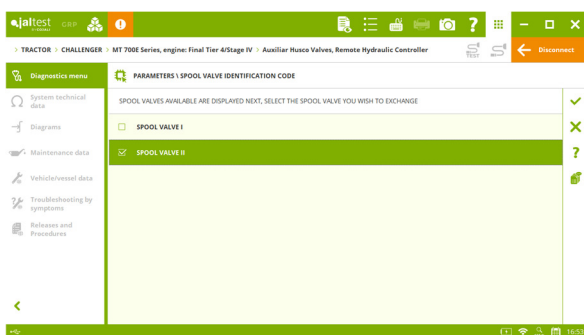 jaltest GRP
> TRACTOR > CHALLENGER > MT 700E Series, engine: Final Tier 4/Stage IV > Auxiliar Husco Valves, Remote Hydraulic Controller
TEST
Disconnect
Diagnostics menu
System technical
data
Diagrams
Maintenance data
Vehicle/vessel data
Troubleshooting by
symptoms
Releases and
Procedures
PARAMETERS \ SPOOL VALVE IDENTIFICATION CODE
SPOOL VALVES AVAILABLE ARE DISPLAYED NEXT, SELECT THE SPOOL VALVE YOU WISH TO EXCHANGE
SPOOL VALVE I
SPOOL VALVE II
16:53